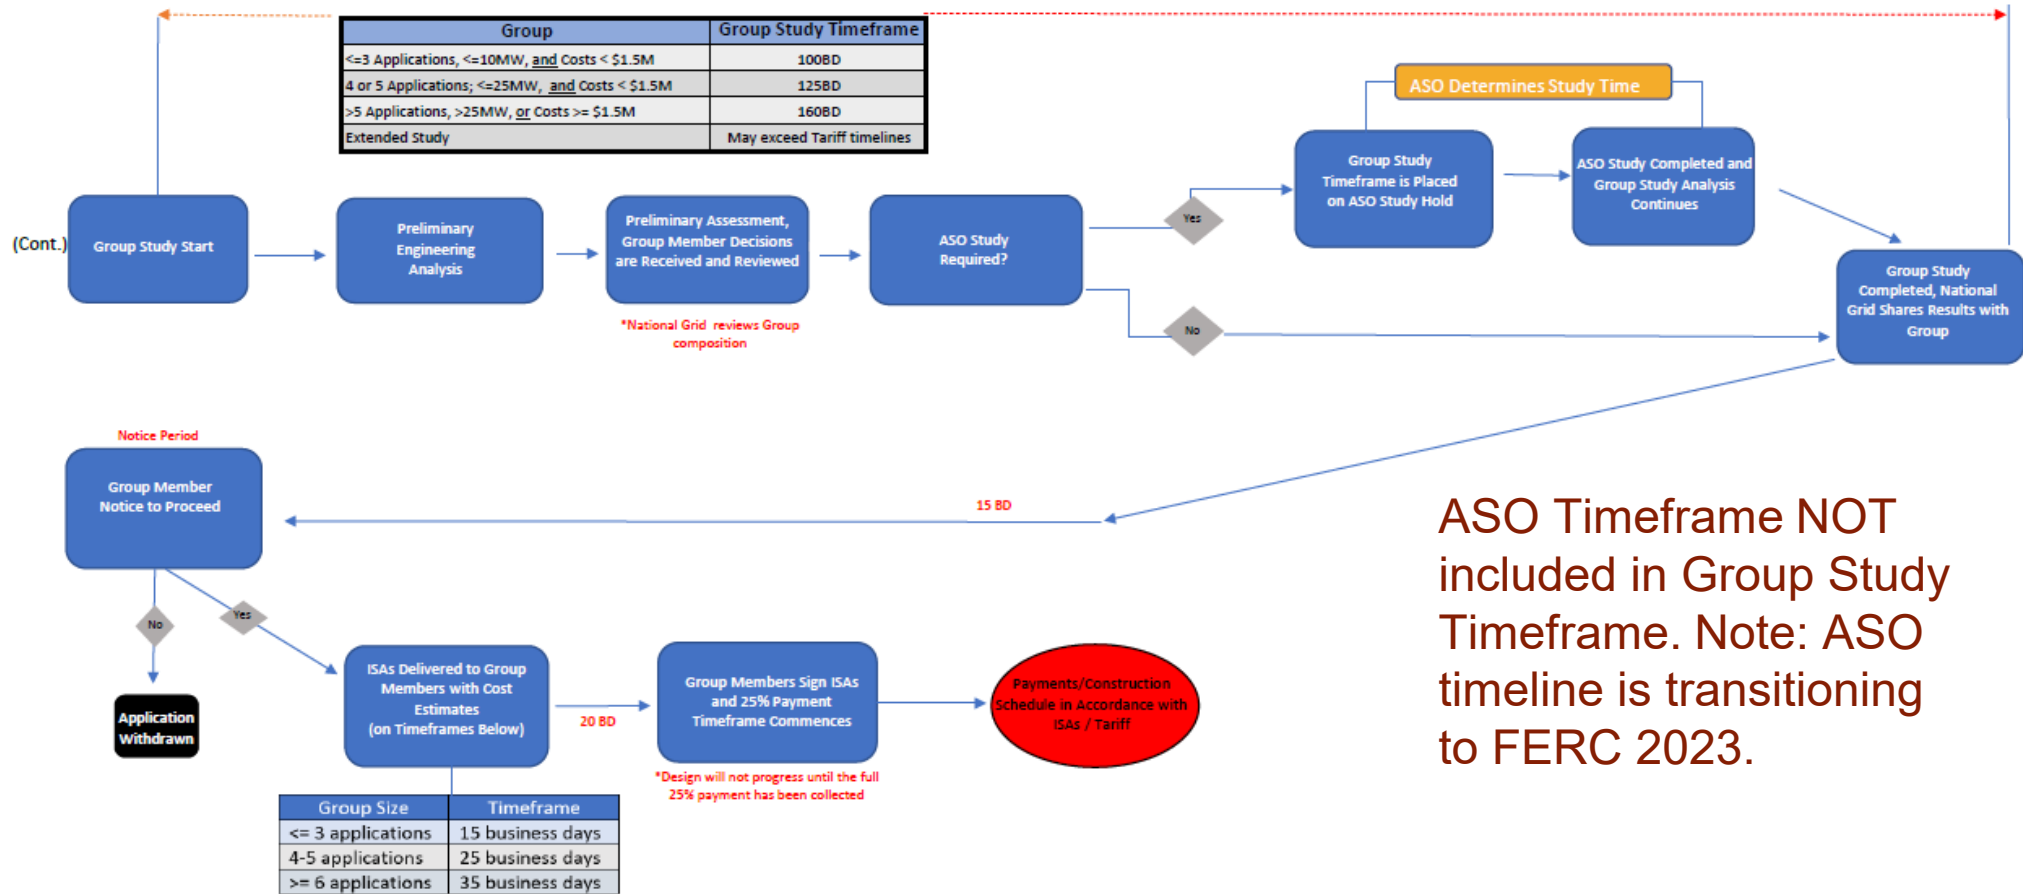 Group Group Study Timeframe
<=3 Applications, <=10MW, and Costs < $1.5M 100BD
4 or 5 Applications; <=25MW, and Costs < $1.5M 125BD
>5 Applications, >25MW, or Costs >= $1.5M 160BD
Extended Study May exceed Tariff timelines
ASO Determines Study Time
(Cont.)
Group Study Start
Preliminary
Engineering
Analysis
Preliminary Assessment,
Group Member Decisions
are Received and Reviewed
*National Grid reviews Group
composition
ASO Study
Required?
Yes
No
Group Study
Timeframe is Placed
on ASO Study Hold
ASO Study Completed and
Group Study Analysis
Continues
Group Study
Completed, National
Grid Shares Results with
Group
Notice Period
Group Member
Notice to Proceed
15 BD
No
Yes
Application
Withdrawn
ISAs Delivered to Group
Members with Cost
Estimates
(on Timeframes Below)
20 BD
Group Members Sign ISAs
and 25% Payment
Timeframe Commences
*Design will not progress until the full
25% payment has been collected
Payments/Construction
Schedule in Accordance with
ISAs / Tariff
Group Size Timeframe
<= 3 applications 15 business days
4-5 applications 25 business days
>= 6 applications 35 business days
ASO Timeframe NOT
included in Group Study
Timeframe. Note: ASO
timeline is transitioning
to FERC 2023.